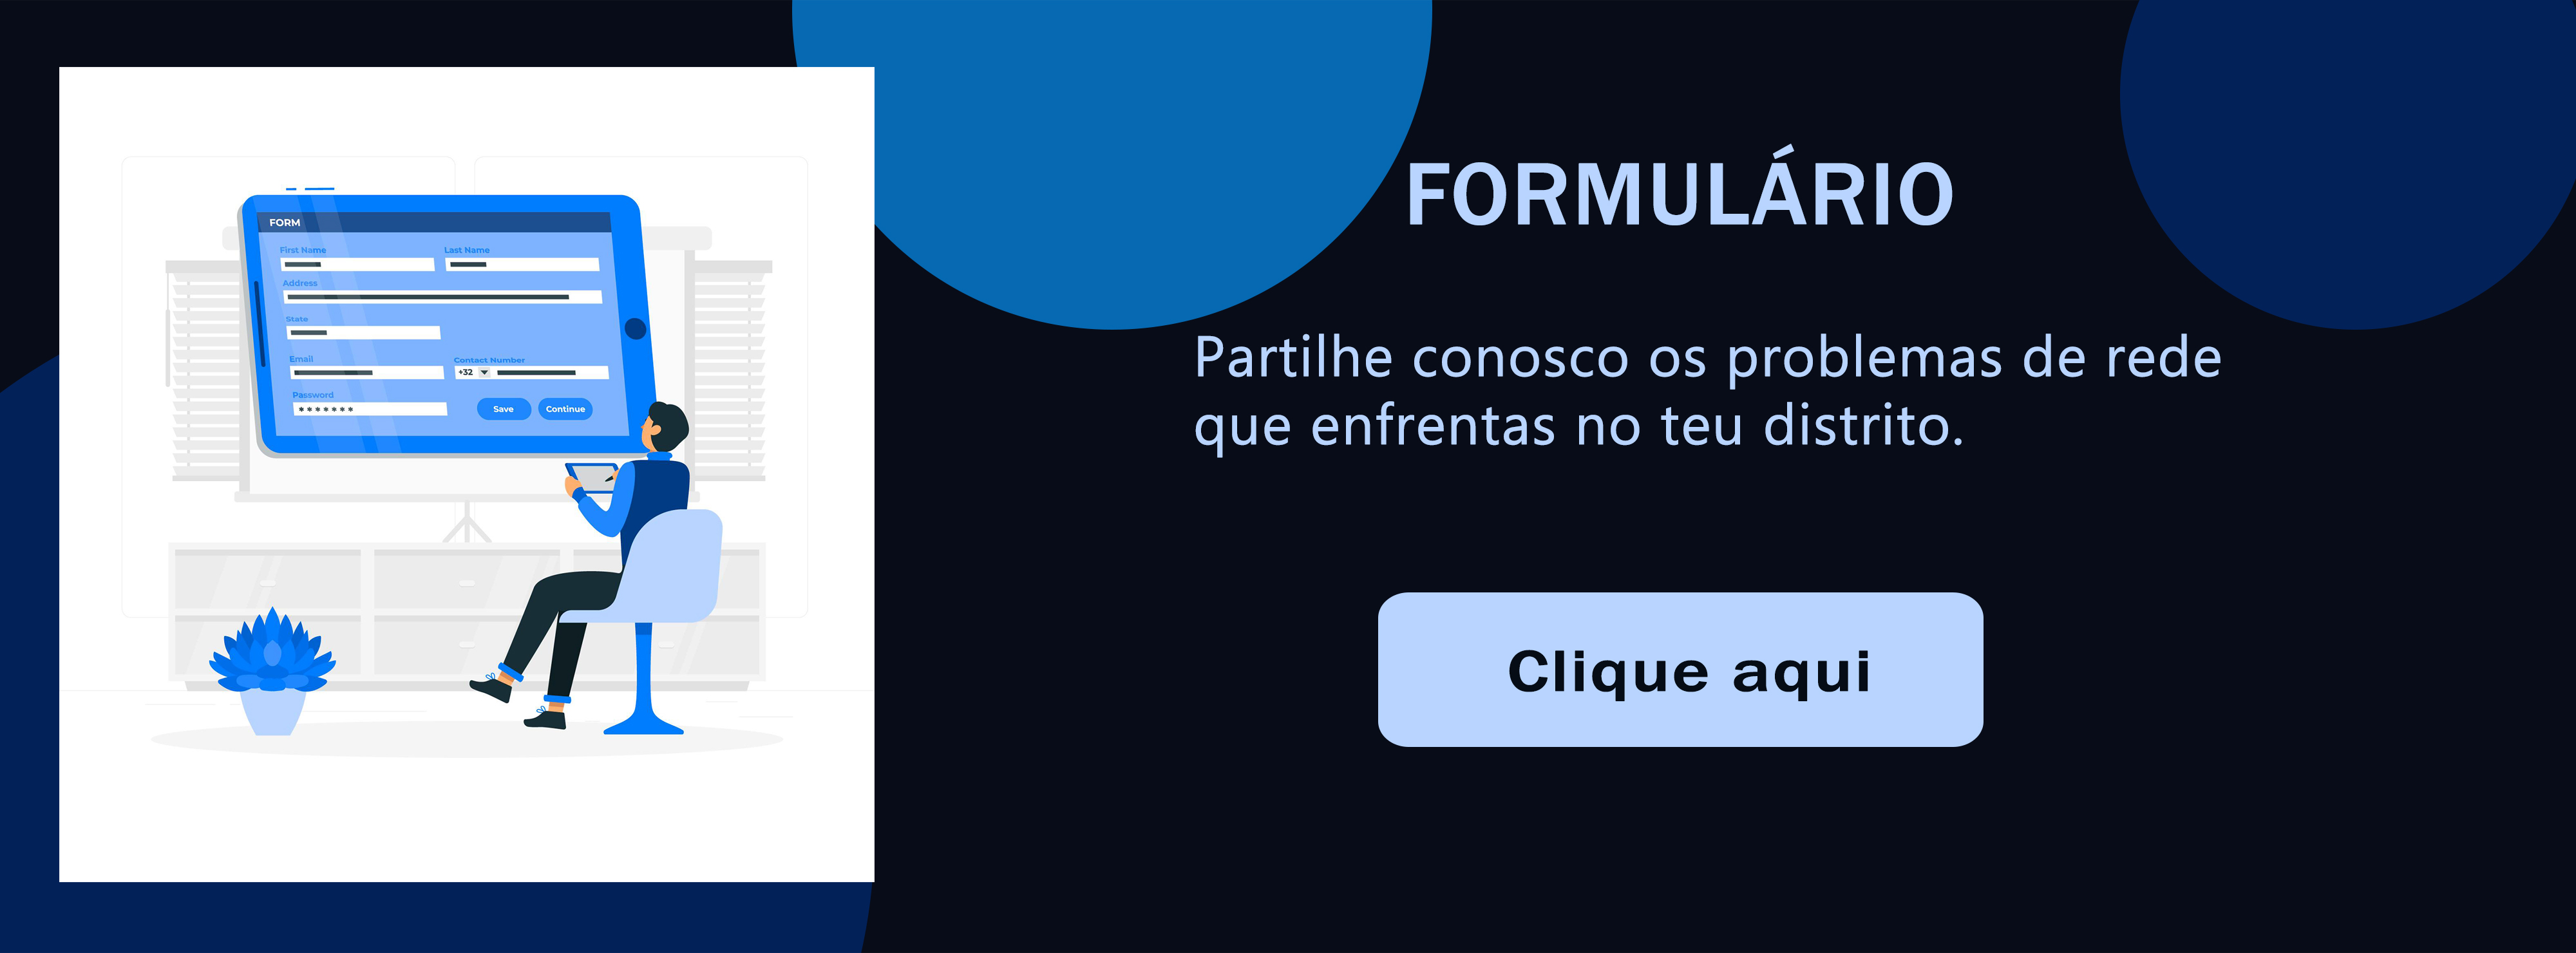 FORM
First Name
Last Name
Address
State
Email
Contact Number
+32
Password
*******
Save
Continue
FORMULÁRIO
Partilhe conosco os problemas de rede
que enfrentas no teu distrito.
Clique aqui